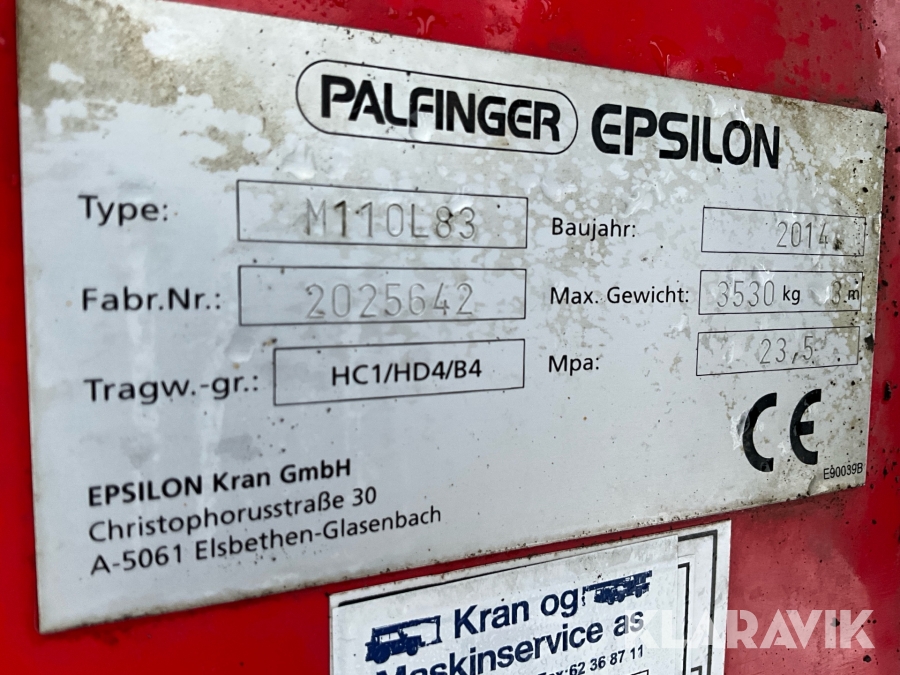 PALFINGER EPSILON
Type: M110L83
Baujahr: 2014
Fabr.Nr.: 2025642
Max. Gewicht: 3530 kg 3 m
Tragw.-gr.: HC1/HD4/B4
Mpa: 23,5
CE
E90039B
EPSILON Kran GmbH
Christophorusstraße 30
A-5061 Elsbethen-Glasenbach
Kran og
Maskinservice as
Fax: 62 36 87 11
KLARAVIK